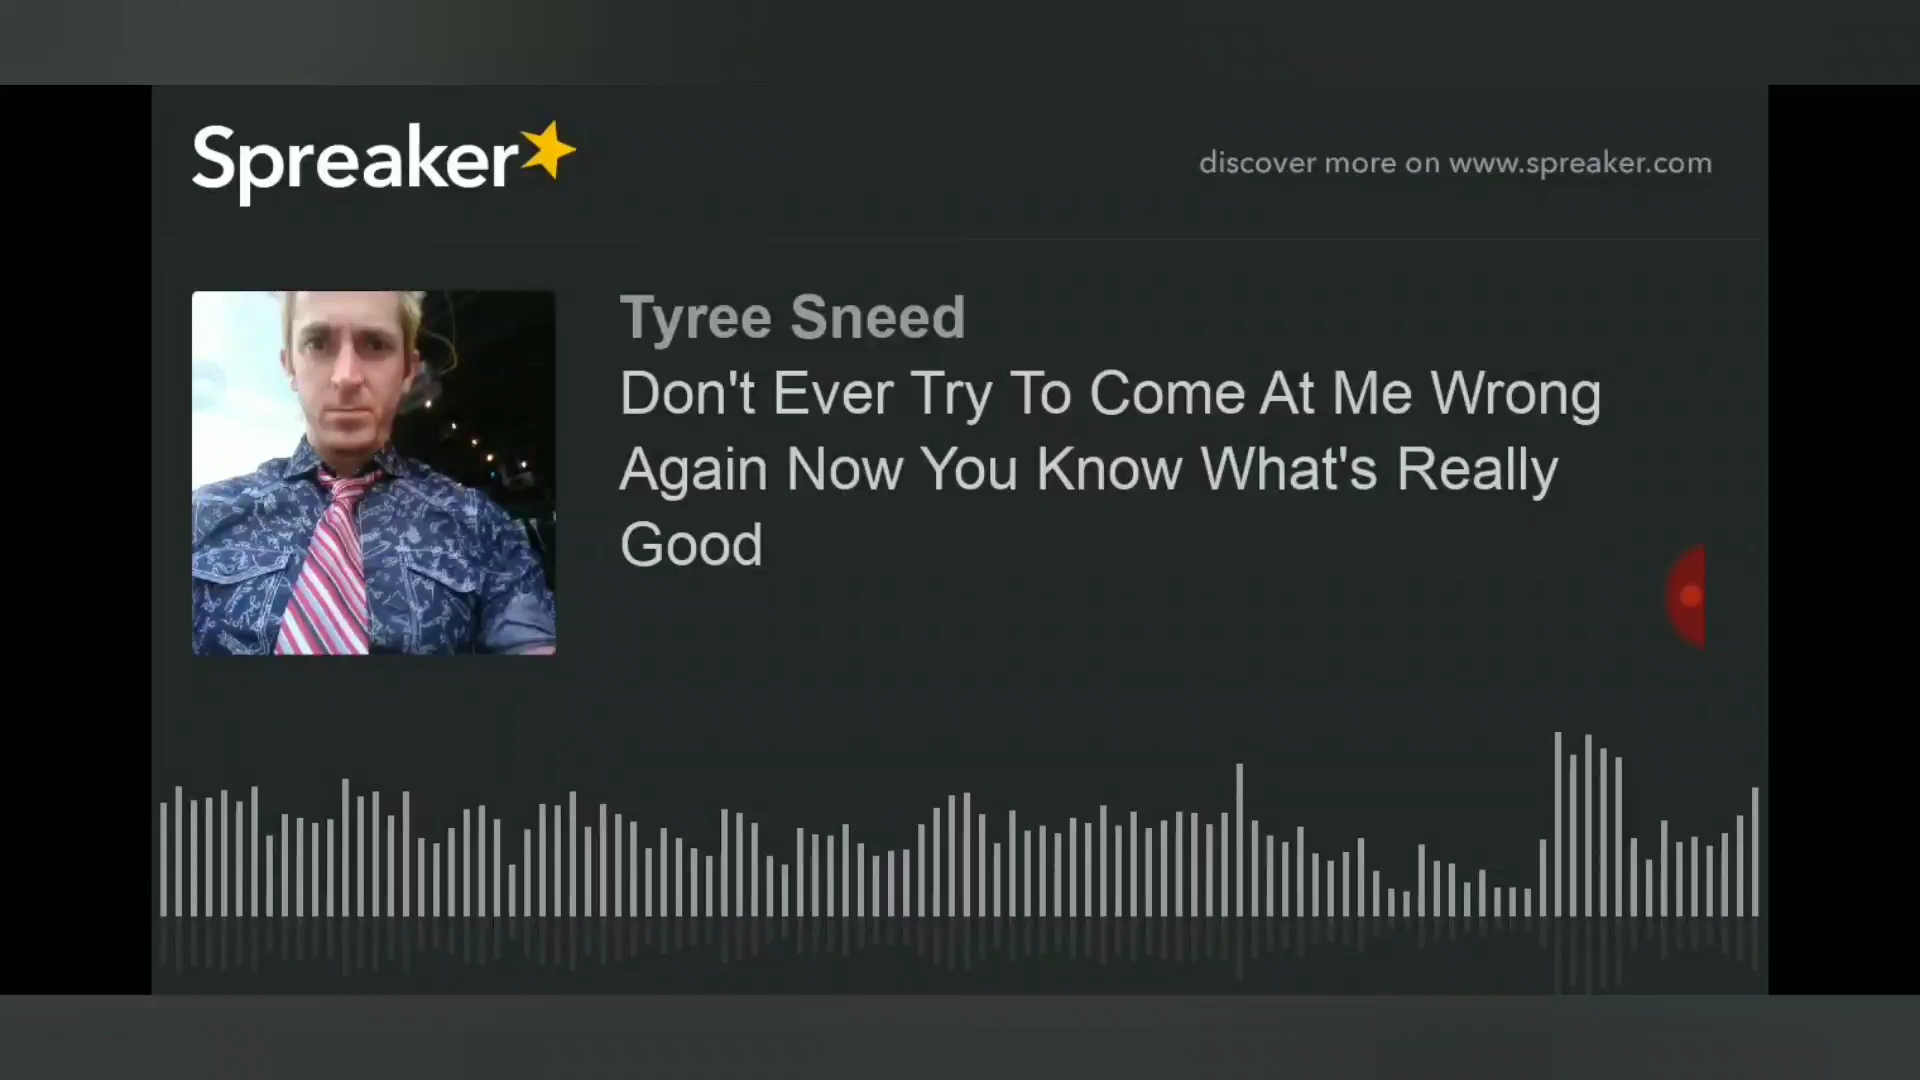 Spreaker
discover more on www.spreaker.com
Tyree Sneed
Don't Ever Try To Come At Me Wrong
Again Now You Know What's Really
Good